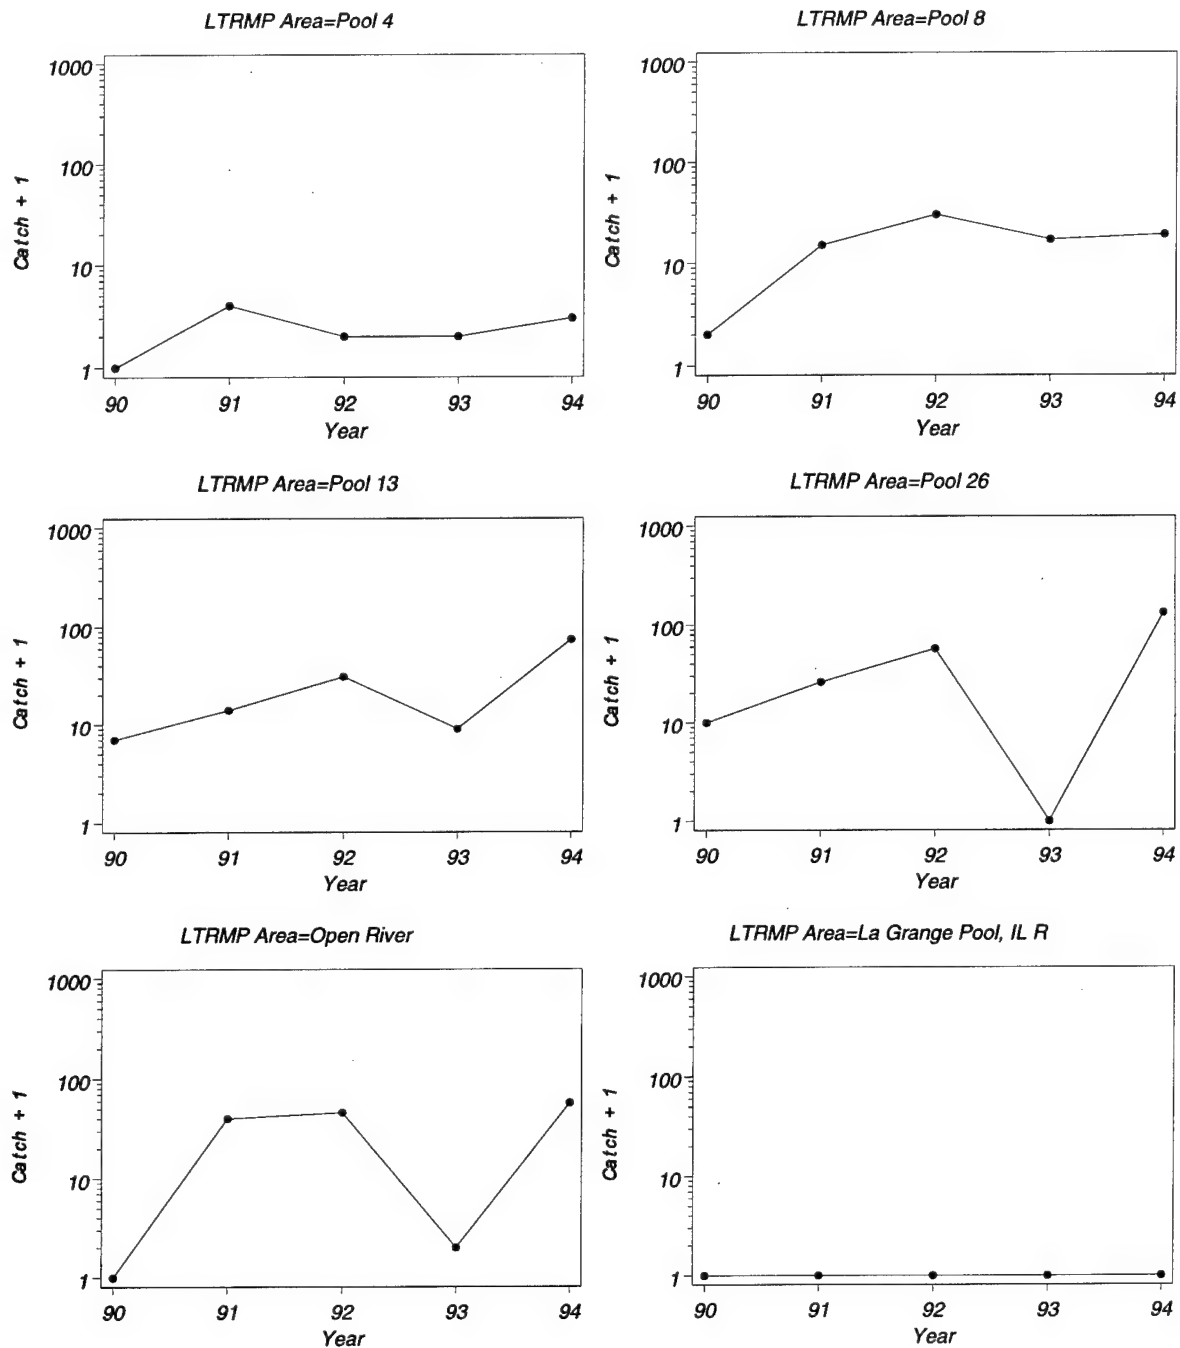 LTRMP Area=Pool 4
1000
100
10
1
Catch + 1
90 91 92 93 94
Year
LTRMP Area=Pool 8
1000
100
10
1
Catch + 1
90 91 92 93 94
Year
LTRMP Area=Pool 13
1000
100
10
1
Catch + 1
90 91 92 93 94
Year
LTRMP Area=Pool 26
1000
100
10
1
Catch + 1
90 91 92 93 94
Year
LTRMP Area=Open River
1000
100
10
1
Catch + 1
90 91 92 93 94
Year
LTRMP Area=La Grange Pool, IL R
1000
100
10
1
Catch + 1
90 91 92 93 94
Year